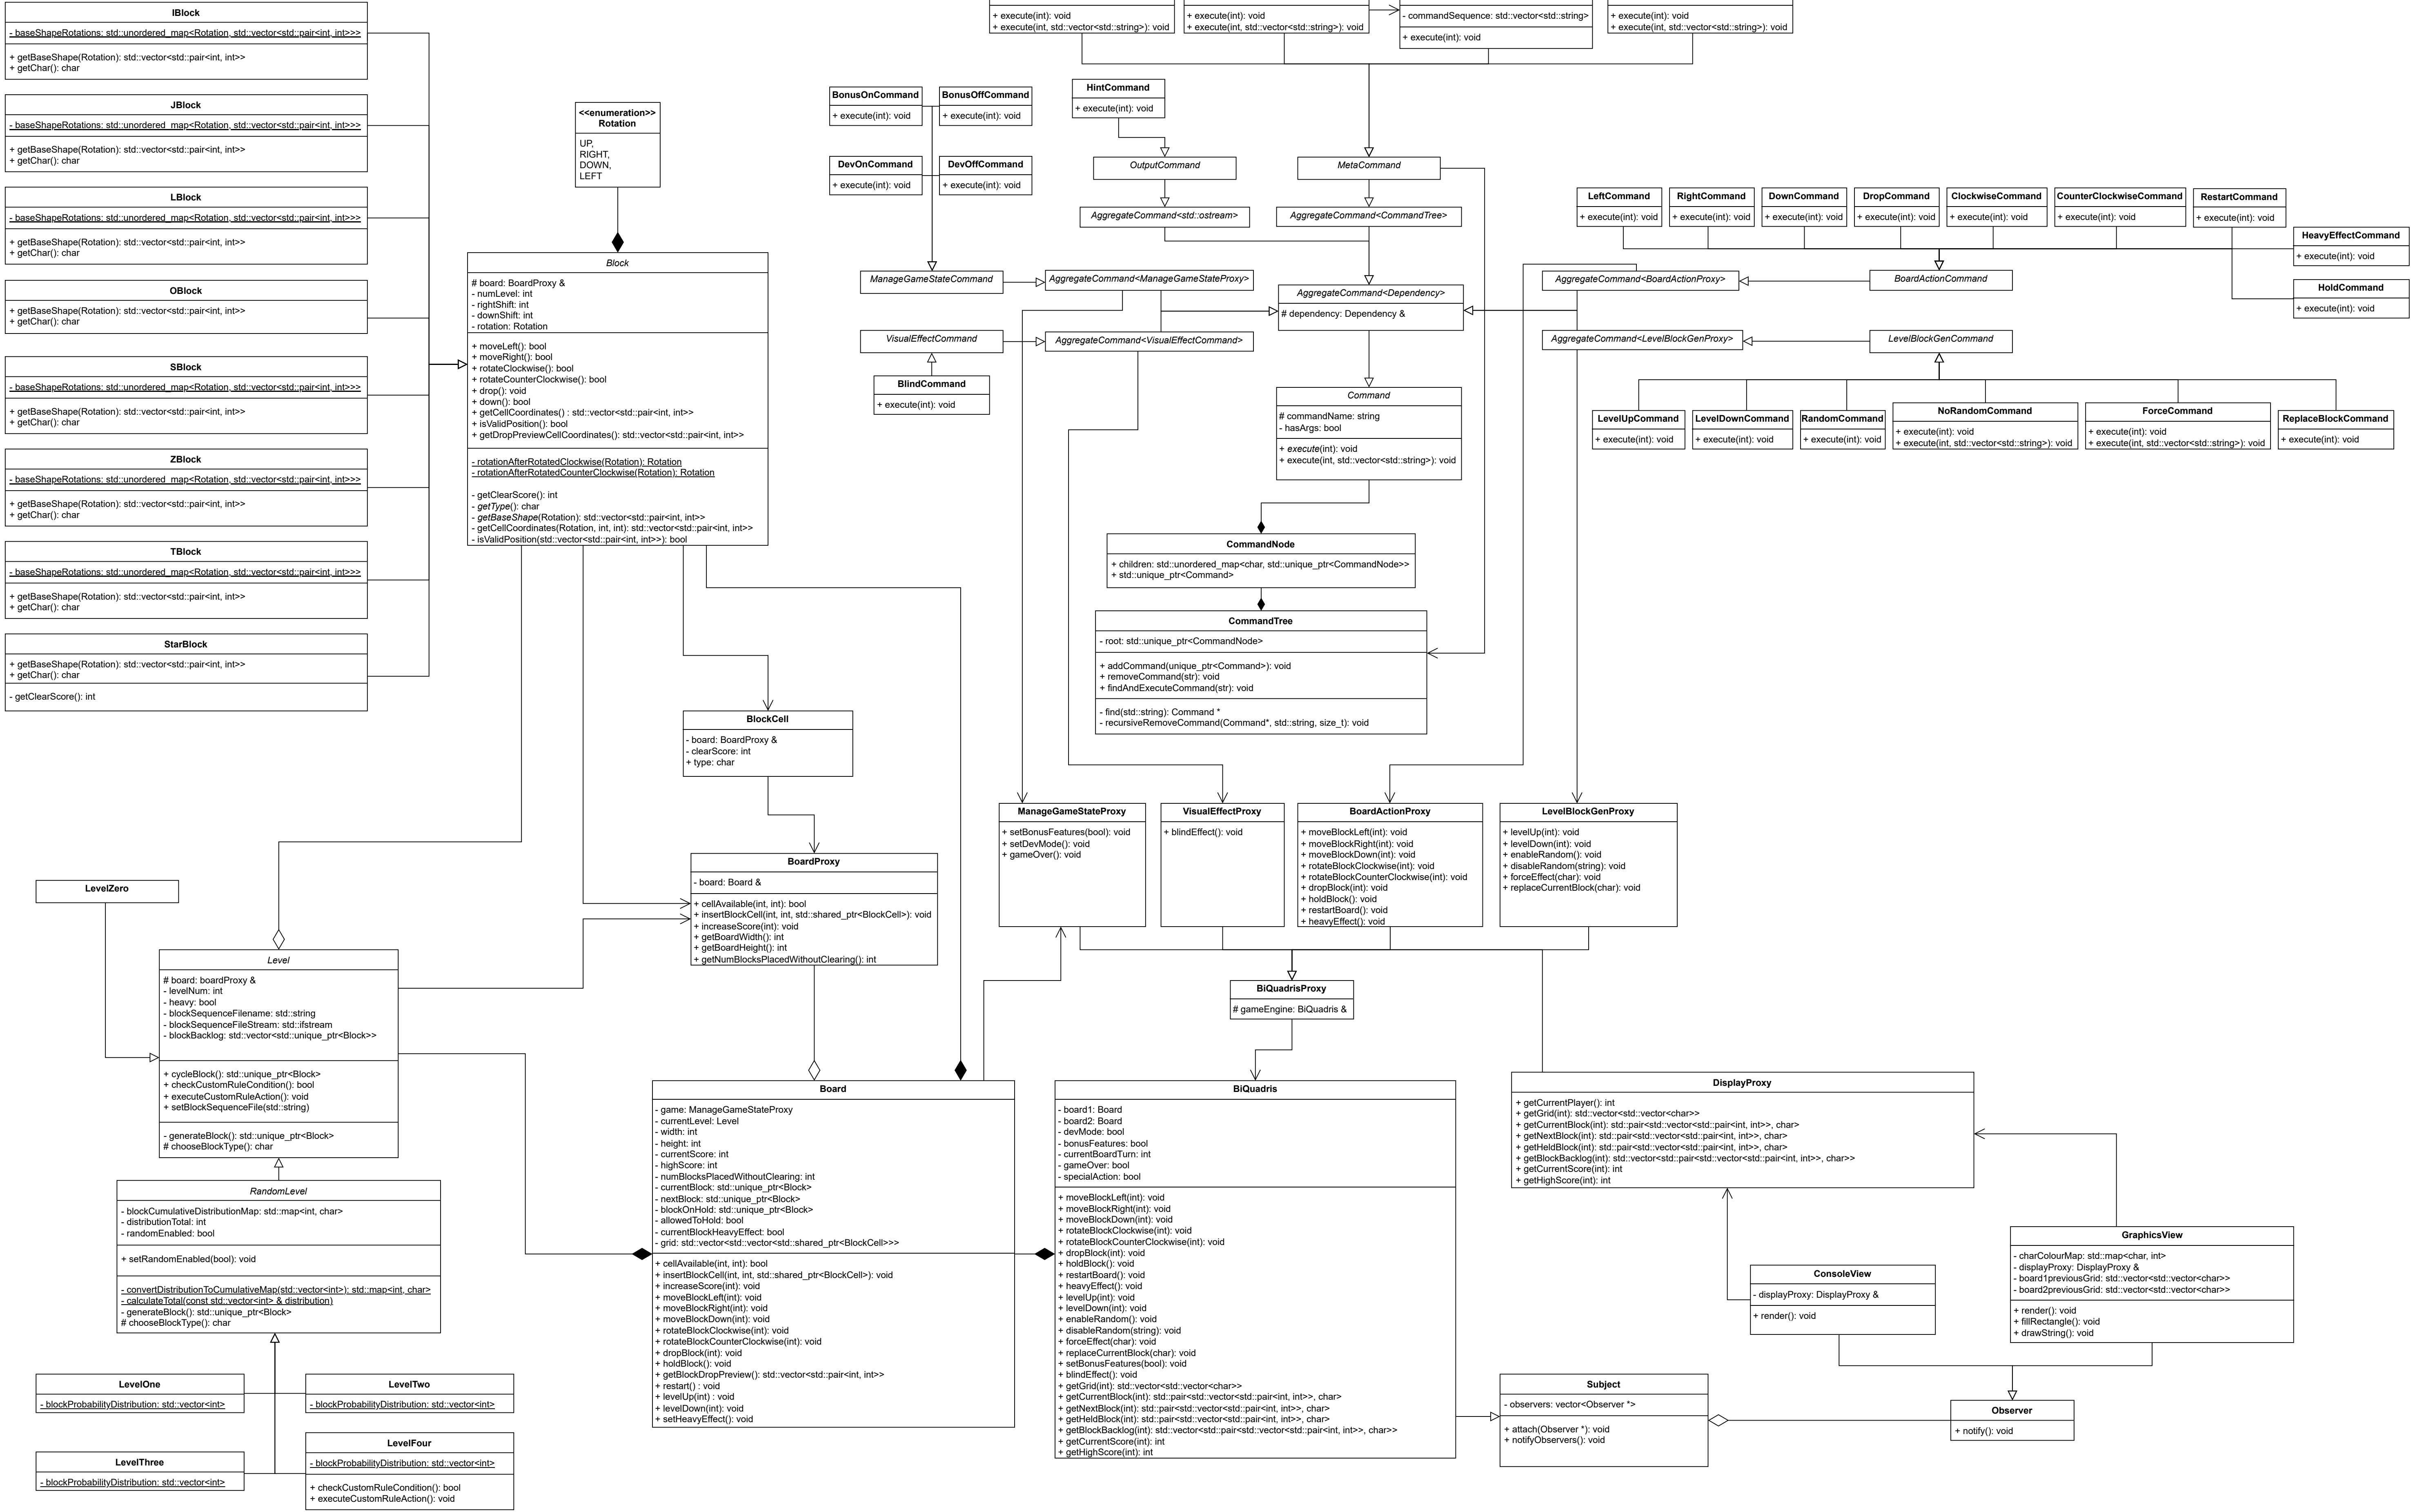 IBlock
- baseShapeRotations: std::unordered_map<Rotation, std::vector<std::pair<int, int>>>
+ getBaseShape(Rotation): std::vector<std::pair<int, int>>
+ getChar(): char
JBlock
- baseShapeRotations: std::unordered_map<Rotation, std::vector<std::pair<int, int>>>
+ getBaseShape(Rotation): std::vector<std::pair<int, int>>
+ getChar(): char
LBlock
- baseShapeRotations: std::unordered_map<Rotation, std::vector<std::pair<int, int>>>
+ getBaseShape(Rotation): std::vector<std::pair<int, int>>
+ getChar(): char
OBlock
+ getBaseShape(Rotation): std::vector<std::pair<int, int>>
+ getChar(): char
SBlock
- baseShapeRotations: std::unordered_map<Rotation, std::vector<std::pair<int, int>>>
+ getBaseShape(Rotation): std::vector<std::pair<int, int>>
+ getChar(): char
ZBlock
- baseShapeRotations: std::unordered_map<Rotation, std::vector<std::pair<int, int>>>
+ getBaseShape(Rotation): std::vector<std::pair<int, int>>
+ getChar(): char
TBlock
- baseShapeRotations: std::unordered_map<Rotation, std::vector<std::pair<int, int>>>
+ getBaseShape(Rotation): std::vector<std::pair<int, int>>
+ getChar(): char
StarBlock
+ getBaseShape(Rotation): std::vector<std::pair<int, int>>
+ getChar(): char
- getClearScore(): int
<<enumeration>>
Rotation
UP,
RIGHT,
DOWN,
LEFT
Block
# board: BoardProxy &
- numLevel: int
- rightShift: int
- downShift: int
- rotation: Rotation
+ moveLeft(): bool
+ moveRight(): bool
+ rotateClockwise(): bool
+ rotateCounterClockwise(): bool
+ drop(): void
+ down(): bool
+ getCellCoordinates() : std::vector<std::pair<int, int>>
+ isValidPosition(): bool
+ getDropPreviewCellCoordinates(): std::vector<std::pair<int, int>>
- rotationAfterRotatedClockwise(Rotation): Rotation
- rotationAfterRotatedCounterClockwise(Rotation): Rotation
- getClearScore(): int
- getType(): char
- getBaseShape(Rotation): std::vector<std::pair<int, int>>
- getCellCoordinates(Rotation, int, int): std::vector<std::pair<int, int>>
- isValidPosition(std::vector<std::pair<int, int>>): bool
+ execute(int): void
+ execute(int, std::vector<std::string>): void
+ execute(int): void
+ execute(int, std::vector<std::string>): void
- commandSequence: std::vector<std::string>
+ execute(int): void
+ execute(int): void
+ execute(int, std::vector<std::string>): void
BonusOnCommand
+ execute(int): void
BonusOffCommand
+ execute(int): void
DevOnCommand
+ execute(int): void
DevOffCommand
+ execute(int): void
HintCommand
+ execute(int): void
OutputCommand
MetaCommand
AggregateCommand<std::ostream>
AggregateCommand<CommandTree>
ManageGameStateCommand
AggregateCommand<ManageGameStateProxy>
AggregateCommand<Dependency>
# dependency: Dependency &
VisualEffectCommand
AggregateCommand<VisualEffectCommand>
BlindCommand
+ execute(int): void
LeftCommand
+ execute(int): void
RightCommand
+ execute(int): void
DownCommand
+ execute(int): void
DropCommand
+ execute(int): void
ClockwiseCommand
+ execute(int): void
CounterClockwiseCommand
+ execute(int): void
RestartCommand
+ execute(int): void
HeavyEffectCommand
+ execute(int): void
HoldCommand
+ execute(int): void
AggregateCommand<BoardActionProxy>
BoardActionCommand
AggregateCommand<LevelBlockGenProxy>
LevelBlockGenCommand
LevelUpCommand
+ execute(int): void
LevelDownCommand
+ execute(int): void
RandomCommand
+ execute(int): void
NoRandomCommand
+ execute(int): void
+ execute(int, std::vector<std::string>): void
ForceCommand
+ execute(int): void
+ execute(int, std::vector<std::string>): void
ReplaceBlockCommand
+ execute(int): void
Command
# commandName: string
- hasArgs: bool
+ execute(int): void
+ execute(int, std::vector<std::string>): void
CommandNode
+ children: std::unordered_map<char, std::unique_ptr<CommandNode>>
+ std::unique_ptr<Command>
CommandTree
- root: std::unique_ptr<CommandNode>
+ addCommand(unique_ptr<Command>): void
+ removeCommand(str): void
+ findAndExecuteCommand(str): void
- find(std::string): Command *
- recursiveRemoveCommand(Command*, std::string, size_t): void
BlockCell
- board: BoardProxy &
- clearScore: int
+ type: char
BoardProxy
- board: Board &
+ cellAvailable(int, int): bool
+ insertBlockCell(int, int, std::shared_ptr<BlockCell>): void
+ increaseScore(int): void
+ getBoardWidth(): int
+ getBoardHeight(): int
+ getNumBlocksPlacedWithoutClearing(): int
ManageGameStateProxy
+ setBonusFeatures(bool): void
+ setDevMode(): void
+ gameOver(): void
VisualEffectProxy
+ blindEffect(): void
BoardActionProxy
+ moveBlockLeft(int): void
+ moveBlockRight(int): void
+ moveBlockDown(int): void
+ rotateBlockClockwise(int): void
+ rotateBlockCounterClockwise(int): void
+ dropBlock(int): void
+ holdBlock(): void
+ restartBoard(): void
+ heavyEffect(): void
LevelBlockGenProxy
+ levelUp(int): void
+ levelDown(int): void
+ enableRandom(): void
+ disableRandom(string): void
+ forceEffect(char): void
+ replaceCurrentBlock(char): void
LevelZero
Level
# board: boardProxy &
- levelNum: int
- heavy: bool
- blockSequenceFilename: std::string
- blockSequenceFileStream: std::ifstream
- blockBacklog: std::vector<std::unique_ptr<Block>>
+ cycleBlock(): std::unique_ptr<Block>
+ checkCustomRuleCondition(): bool
+ executeCustomRuleAction(): void
+ setBlockSequenceFile(std::string)
- generateBlock(): std::unique_ptr<Block>
# chooseBlockType(): char
RandomLevel
- blockCumulativeDistributionMap: std::map<int, char>
- distributionTotal: int
- randomEnabled: bool
+ setRandomEnabled(bool): void
- convertDistributionToCumulativeMap(std::vector<int>): std::map<int, char>
- calculateTotal(const std::vector<int> & distribution)
- generateBlock(): std::unique_ptr<Block>
# chooseBlockType(): char
LevelOne
- blockProbabilityDistribution: std::vector<int>
LevelTwo
- blockProbabilityDistribution: std::vector<int>
LevelThree
- blockProbabilityDistribution: std::vector<int>
LevelFour
- blockProbabilityDistribution: std::vector<int>
+ checkCustomRuleCondition(): bool
+ executeCustomRuleAction(): void
Board
- game: ManageGameStateProxy
- currentLevel: Level
- width: int
- height: int
- currentScore: int
- highScore: int
- numBlocksPlacedWithoutClearing: int
- currentBlock: std::unique_ptr<Block>
- nextBlock: std::unique_ptr<Block>
- blockOnHold: std::unique_ptr<Block>
- allowedToHold: bool
- currentBlockHeavyEffect: bool
- grid: std::vector<std::vector<std::shared_ptr<BlockCell>>>
+ cellAvailable(int, int): bool
+ insertBlockCell(int, int, std::shared_ptr<BlockCell>): void
+ increaseScore(int): void
+ moveBlockLeft(int): void
+ moveBlockRight(int): void
+ moveBlockDown(int): void
+ rotateBlockClockwise(int): void
+ rotateBlockCounterClockwise(int): void
+ dropBlock(int): void
+ holdBlock(): void
+ getBlockDropPreview(): std::vector<std::pair<int, int>>
+ restart() : void
+ levelUp(int) : void
+ levelDown(int): void
+ setHeavyEffect(): void
BiQuadrisProxy
# gameEngine: BiQuadris &
BiQuadris
- board1: Board
- board2: Board
- devMode: bool
- bonusFeatures: bool
- currentBoardTurn: int
- gameOver: bool
- specialAction: bool
+ moveBlockLeft(int): void
+ moveBlockRight(int): void
+ moveBlockDown(int): void
+ rotateBlockClockwise(int): void
+ rotateBlockCounterClockwise(int): void
+ dropBlock(int): void
+ holdBlock(): void
+ restartBoard(): void
+ heavyEffect(): void
+ levelUp(int): void
+ levelDown(int): void
+ enableRandom(): void
+ disableRandom(string): void
+ forceEffect(char): void
+ replaceCurrentBlock(char): void
+ setBonusFeatures(bool): void
+ blindEffect(): void
+ getGrid(int): std::vector<std::vector<char>>
+ getCurrentBlock(int): std::pair<std::vector<std::pair<int, int>>, char>
+ getNextBlock(int): std::pair<std::vector<std::pair<int, int>>, char>
+ getHeldBlock(int): std::pair<std::vector<std::pair<int, int>>, char>
+ getBlockBacklog(int): std::vector<std::pair<std::vector<std::pair<int, int>>, char>>
+ getCurrentScore(int): int
+ getHighScore(int): int
DisplayProxy
+ getCurrentPlayer(): int
+ getGrid(int): std::vector<std::vector<char>>
+ getCurrentBlock(int): std::pair<std::vector<std::pair<int, int>>, char>
+ getNextBlock(int): std::pair<std::vector<std::pair<int, int>>, char>
+ getHeldBlock(int): std::pair<std::vector<std::pair<int, int>>, char>
+ getBlockBacklog(int): std::vector<std::pair<std::vector<std::pair<int, int>>, char>>
+ getCurrentScore(int): int
+ getHighScore(int): int
GraphicsView
- charColourMap: std::map<char, int>
- displayProxy: DisplayProxy &
- board1previousGrid: std::vector<std::vector<char>>
- board2previousGrid: std::vector<std::vector<char>>
+ render(): void
+ fillRectangle(): void
+ drawString(): void
ConsoleView
- displayProxy: DisplayProxy &
+ render(): void
Subject
- observers: vector<Observer *>
+ attach(Observer *): void
+ notifyObservers(): void
Observer
+ notify(): void